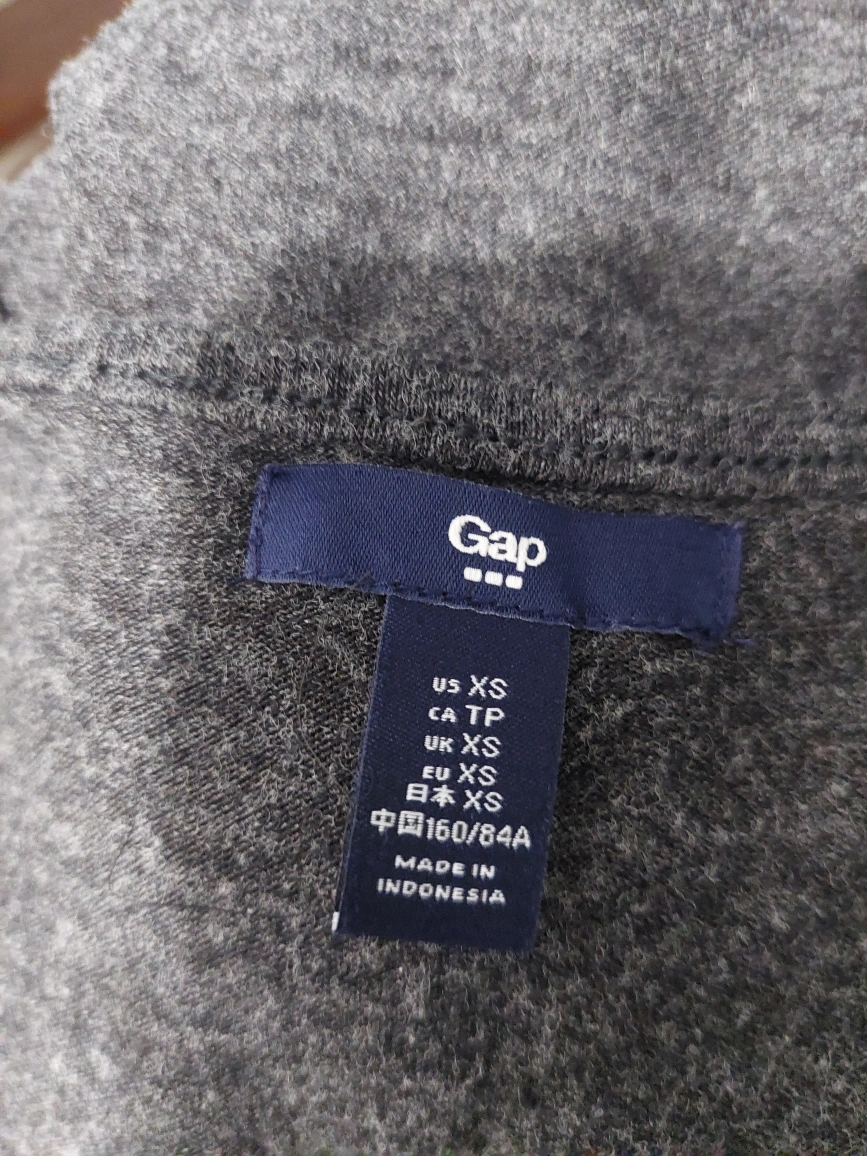 Gap
US XS
CA TP
UK XS
EU XS
日本 XS
中国160/84A
MADE IN
INDONESIA